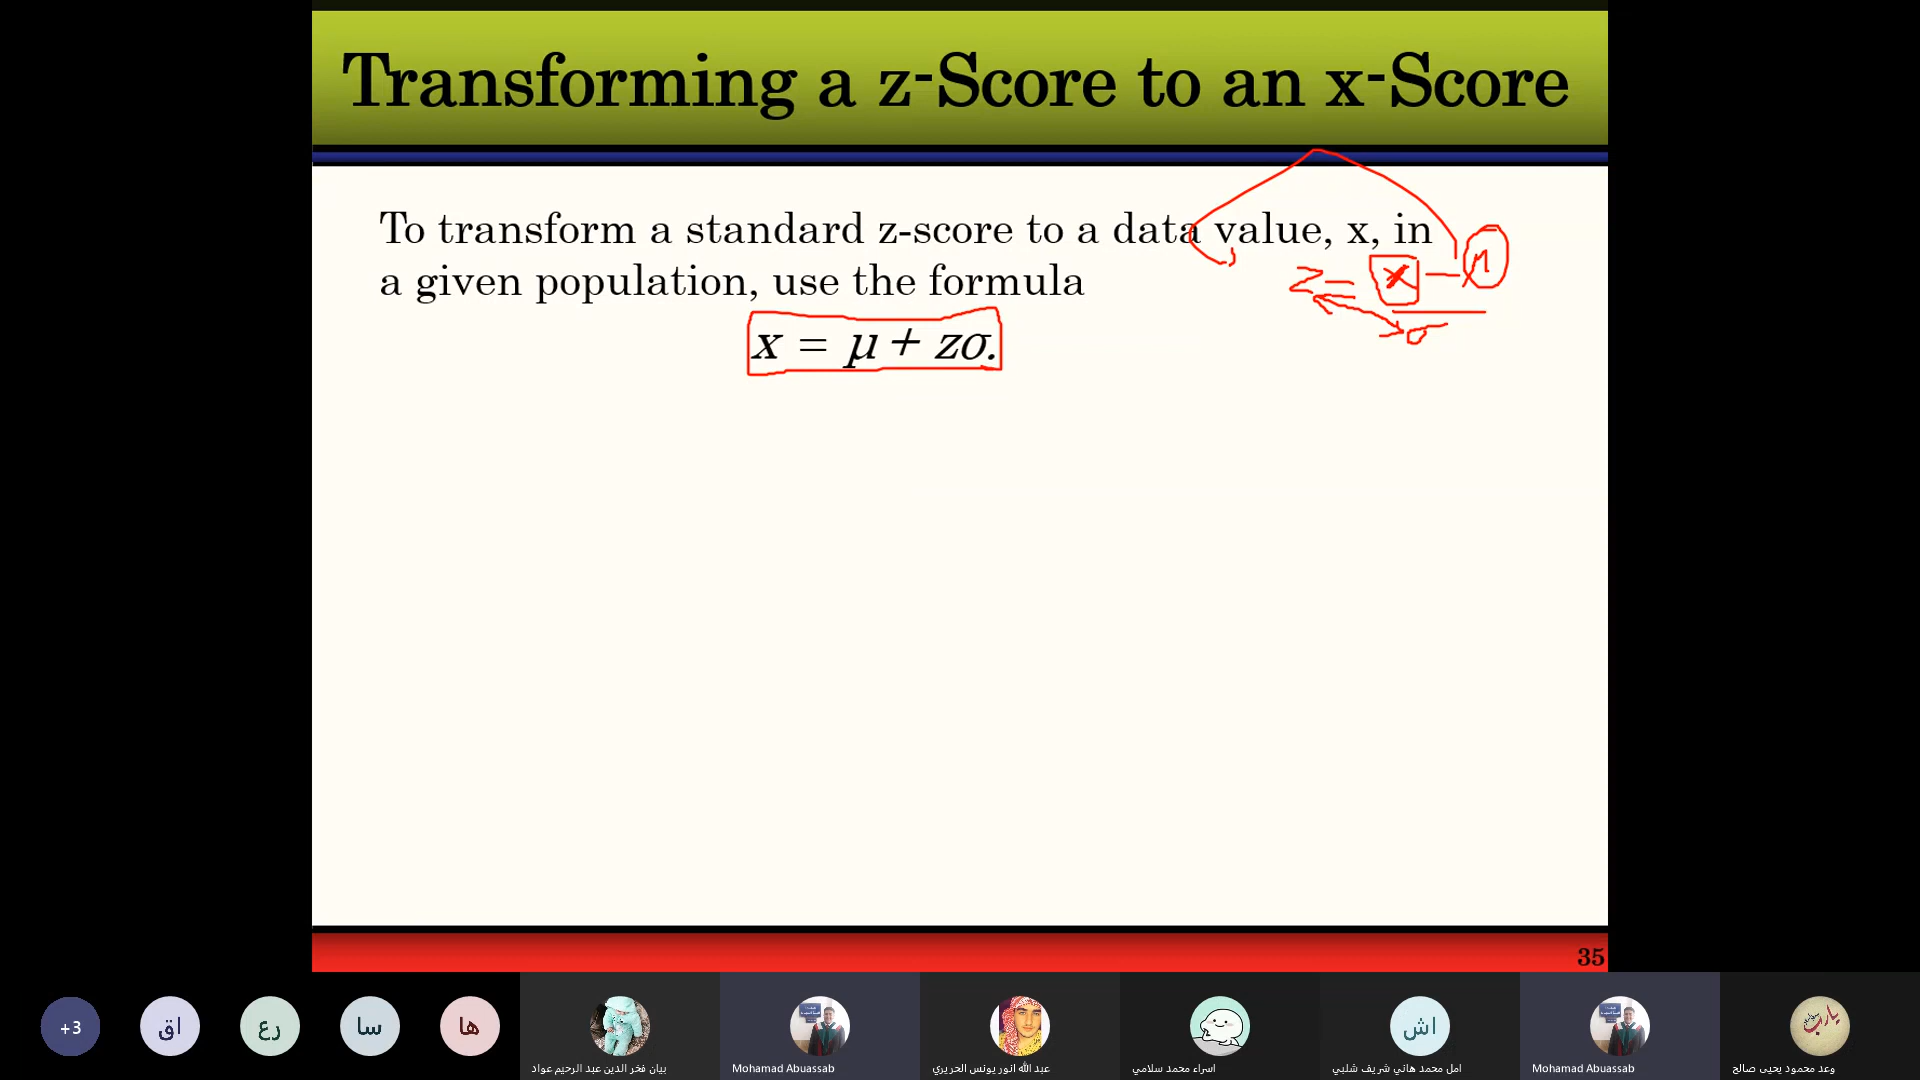 Transforming a z-Score to an x-Score
To transform a standard z-score to a data value, x, in
a given population, use the formula
x = μ + zσ.
z = x − μ
σ
35
+3
اق
رع
سا
ها
اش
بيان فخر الدين عبد الرحيم عواد
Mohamad Abuassab
عبد الله انور يونس الحريري
اسراء محمد سلامي
امل محمد هاني شريف شلبي
Mohamad Abuassab
وعد محمود يحيى صالح